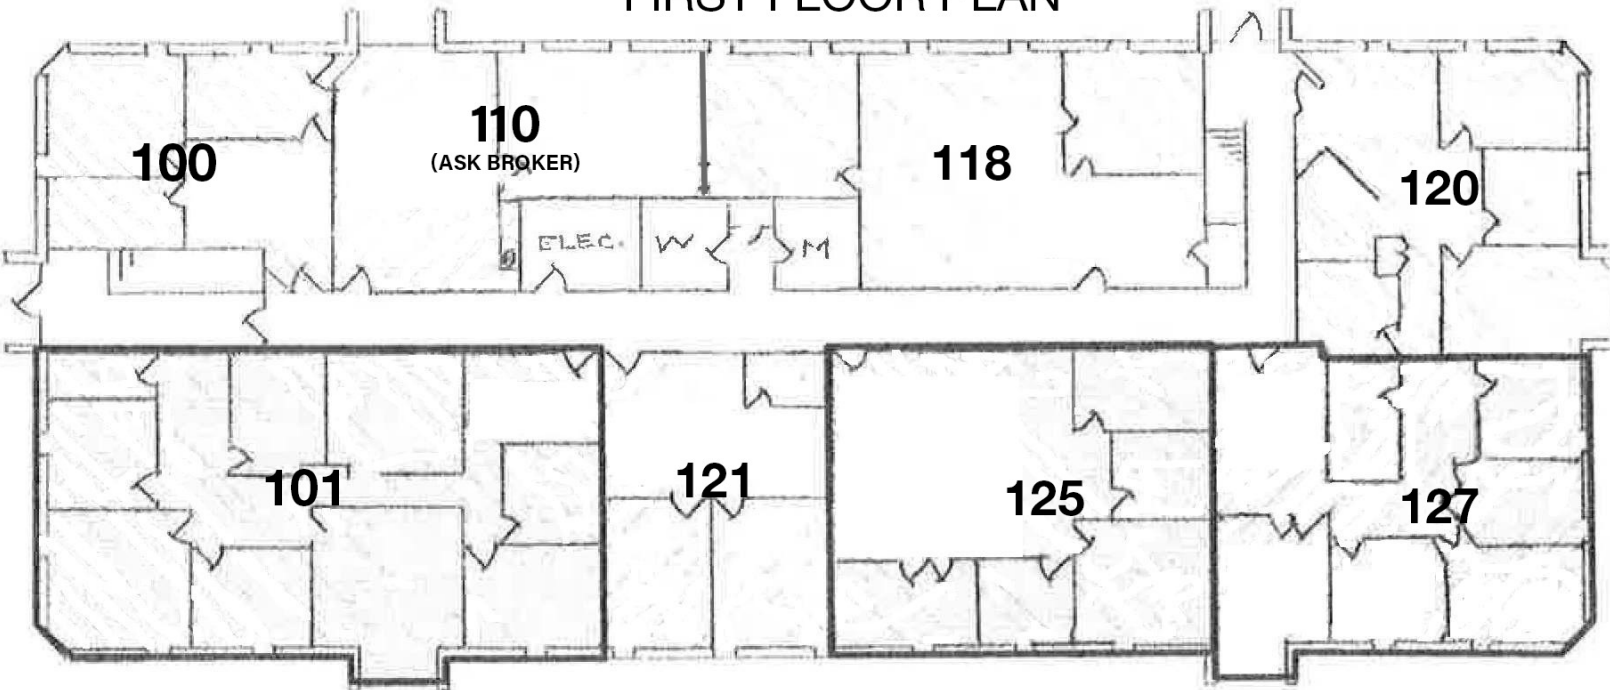 FIRST FLOOR PLAN
110
(ASK BROKER)
100
118
120
ELEC.
W
M
101
121
125
127